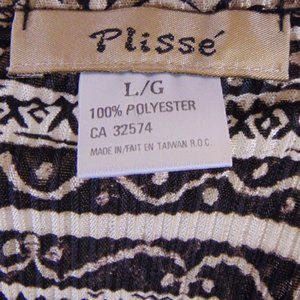 Plissé
L/G
100% POLYESTER
CA 32574
MADE IN/FAIT EN TAIWAN R.O.C.